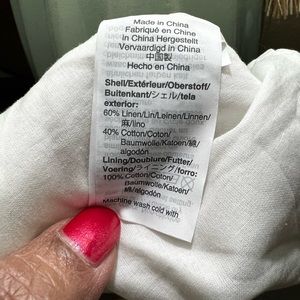 Made in China
Fabriqué en Chine
in China Hergestelt
Vervaardigd in China
中国製
Hecho en China
Shell/Extérieur/Oberstoff/
Buitenkant/シェル/tela
exterior:
60% Linen/Lin/Leinen/Linnen/
麻/lino
40% Cotton/Coton/
Baumwolle/Katoen/綿/
algodón
Lining/Doublure/Futter/
Voering/ライニング/forro:
100% Cotton/Coton/
Baumwolle/Katoen/
綿/algodón
Machine wash cold with